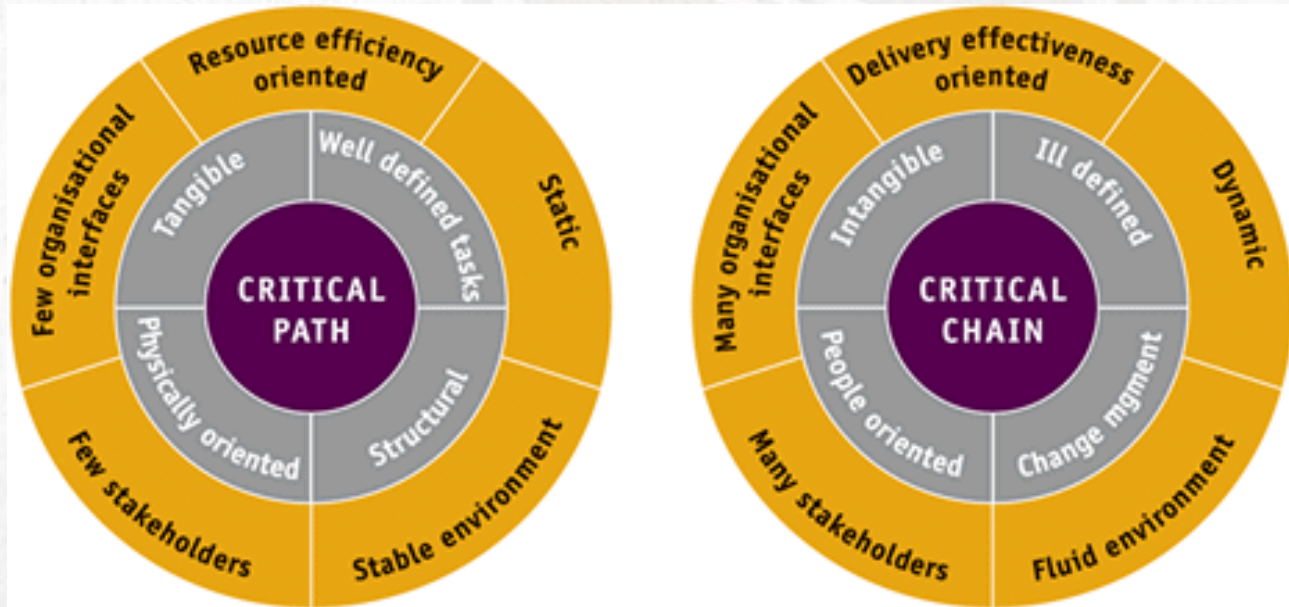 Resource efficiency
oriented
Static
Stable environment
Few stakeholders
Few organisational
interfaces
Tangible
Well defined tasks
Structural
Physically oriented
CRITICAL
PATH
Delivery effectiveness
oriented
Dynamic
Fluid environment
Many stakeholders
Many organisational
interfaces
Intangible
Ill defined
Change mgment
People oriented
CRITICAL
CHAIN